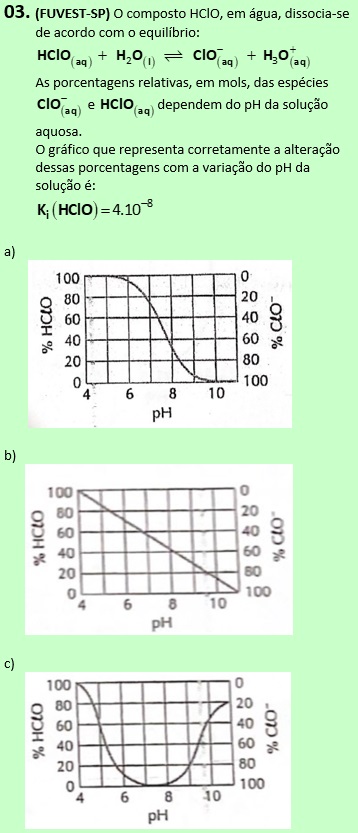 03. (FUVEST-SP) O composto HClO, em água, dissocia-se
de acordo com o equilíbrio:
HClO(aq) + H₂O(l) ⇌ ClO⁻(aq) + H₃O⁺(aq)
As porcentagens relativas, em mols, das espécies
ClO⁻(aq) e HClO(aq) dependem do pH da solução
aquosa.
O gráfico que representa corretamente a alteração
dessas porcentagens com a variação do pH da
solução é:
Kᵢ(HClO)=4.10⁻⁸
a)
% HClO
100
80
60
40
20
0
4 6 8 10
pH
0
20
40
60
80
100
% ClO⁻
b)
% HClO
100
80
60
40
20
0
4 6 8 10
pH
0
20
40
60
80
100
% ClO⁻
c)
% HClO
100
80
60
40
20
0
4 6 8 10
pH
0
20
40
60
80
100
% ClO⁻